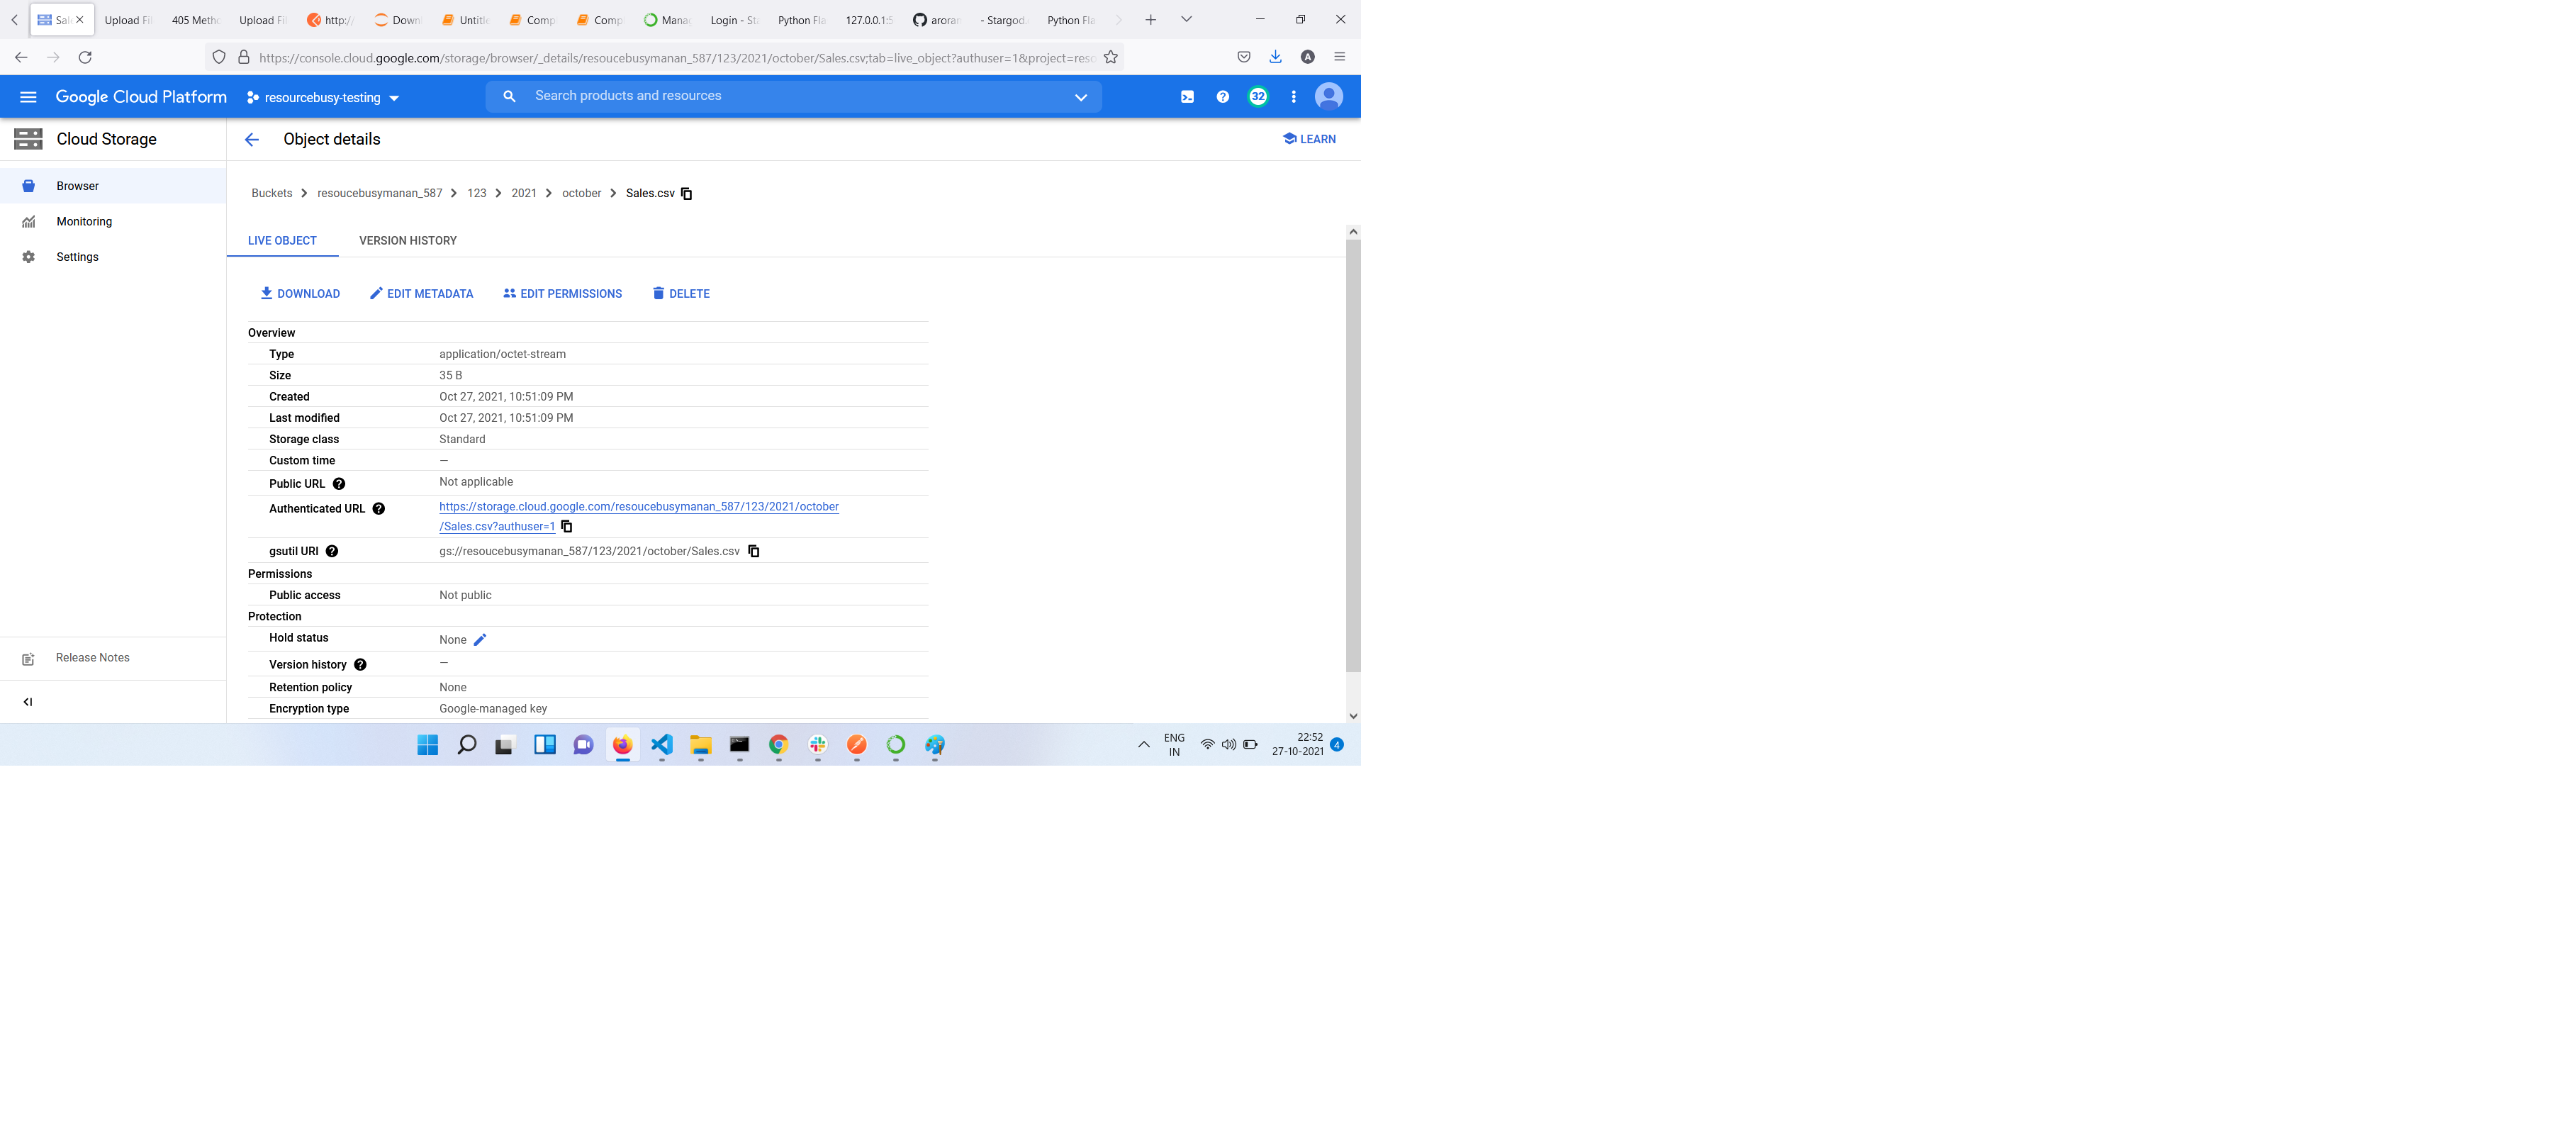 Sal
Upload Fil
405 Metho
Upload Fil
http:/
Down
Untitle
Comp
Comp
Manag
Login - Sta
Python Fla
127.0.0.1:5
aroran
- Stargod
Python Fla
https://console.cloud.google.com/storage/browser/_details/resoucebusymanan_587/123/2021/october/Sales.csv;tab=live_object?authuser=1&project=reso
A
Google Cloud Platform
resourcebusy-testing
Search products and resources
32
Cloud Storage
Object details
LEARN
Browser
Monitoring
Settings
Buckets
resoucebusymanan_587
123
2021
october
Sales.csv
LIVE OBJECT
VERSION HISTORY
DOWNLOAD
EDIT METADATA
EDIT PERMISSIONS
DELETE
Overview
Type application/octet-stream
Size 35 B
Created Oct 27, 2021, 10:51:09 PM
Last modified Oct 27, 2021, 10:51:09 PM
Storage class Standard
Custom time —
Public URL Not applicable
Authenticated URL https://storage.cloud.google.com/resoucebusymanan_587/123/2021/october
/Sales.csv?authuser=1
gsutil URI gs://resoucebusymanan_587/123/2021/october/Sales.csv
Permissions
Public access Not public
Protection
Hold status None
Version history —
Retention policy None
Encryption type Google-managed key
Release Notes
ENG
IN
22:52
27-10-2021
4